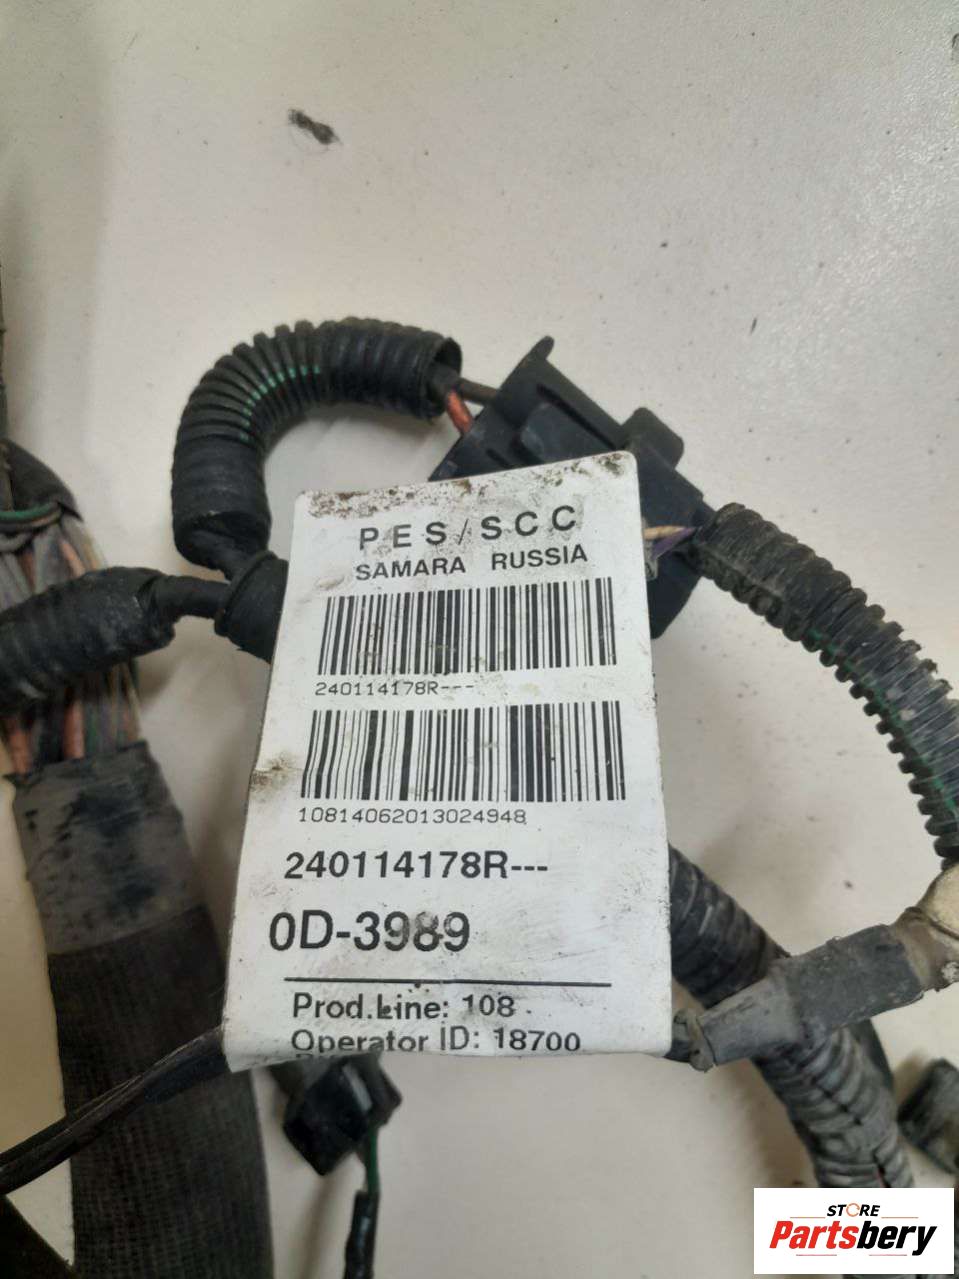 PES/SCC
SAMARA RUSSIA
240114178R---
10814062013024948
240114178R---
0D-3989
Prod.Line: 108
Operator ID: 18700
STORE
Partsbery